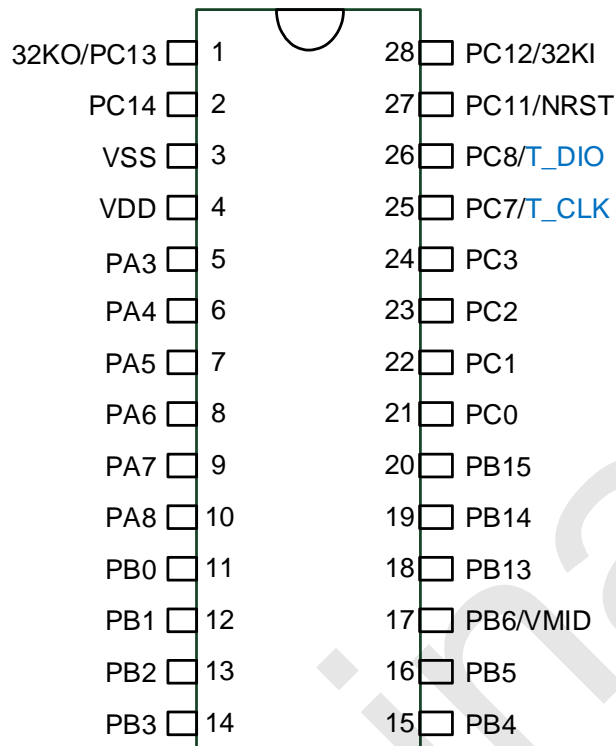 32KO/PC13 1 28 PC12/32KI
PC14 2 27 PC11/NRST
VSS 3 26 PC8/T_DIO
VDD 4 25 PC7/T_CLK
PA3 5 24 PC3
PA4 6 23 PC2
PA5 7 22 PC1
PA6 8 21 PC0
PA7 9 20 PB15
PA8 10 19 PB14
PB0 11 18 PB13
PB1 12 17 PB6/VMID
PB2 13 16 PB5
PB3 14 15 PB4